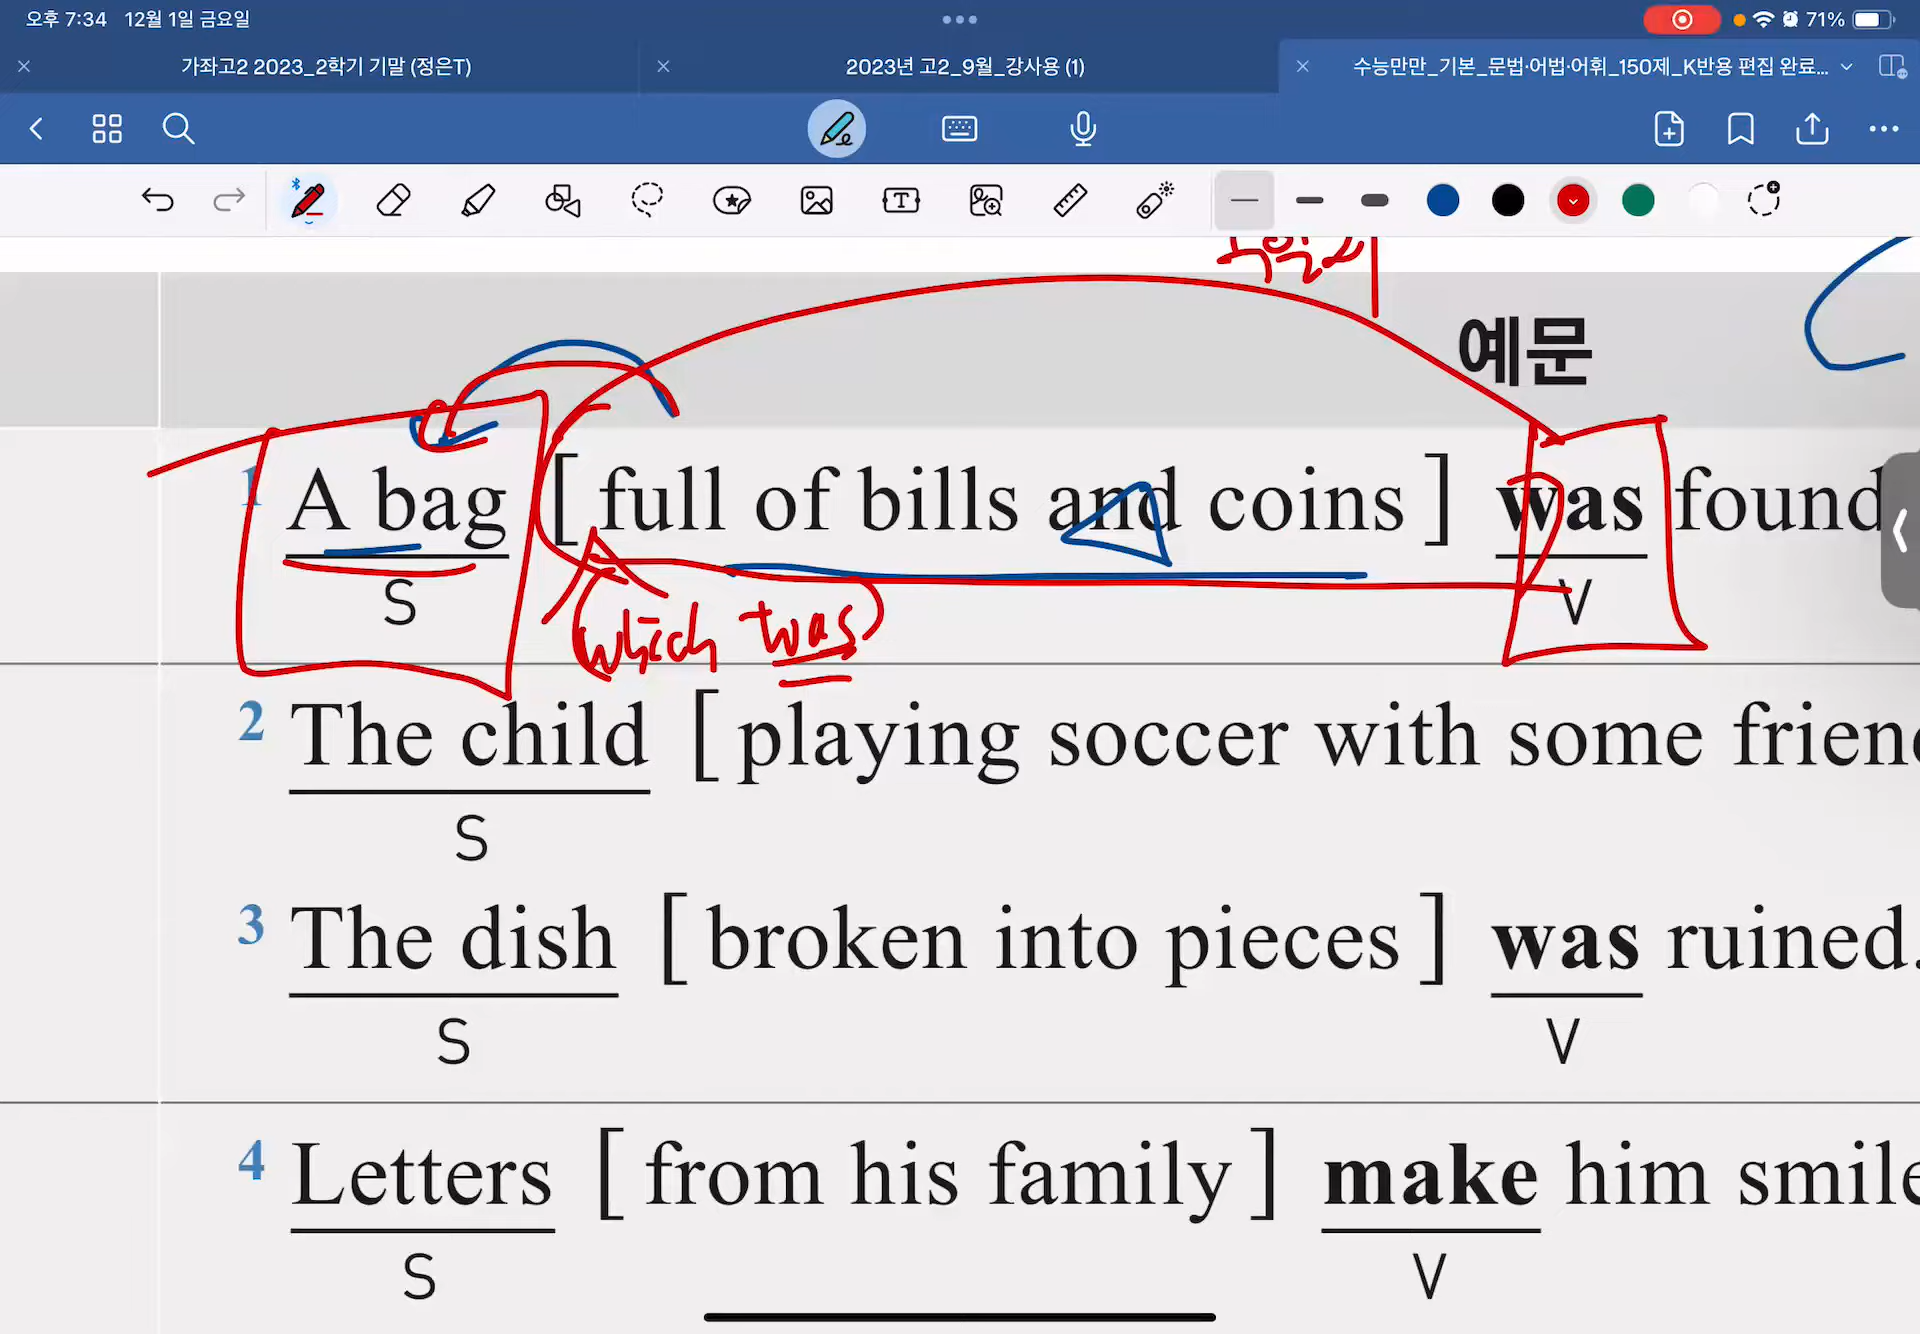 오후 7:34 12월 1일 금요일 71%
가좌고2 2023_2학기 기말 (정은T) 2023년 고2_9월_강사용 (1) 수능만만_기본_문법·어법·어휘_150제_K반용 편집 완료...
예문
1 A bag [ full of bills and coins ] was found
S V
(which was)
2 The child [ playing soccer with some frien
S
3 The dish [ broken into pieces ] was ruined.
S V
4 Letters [ from his family ] make him smile
S V